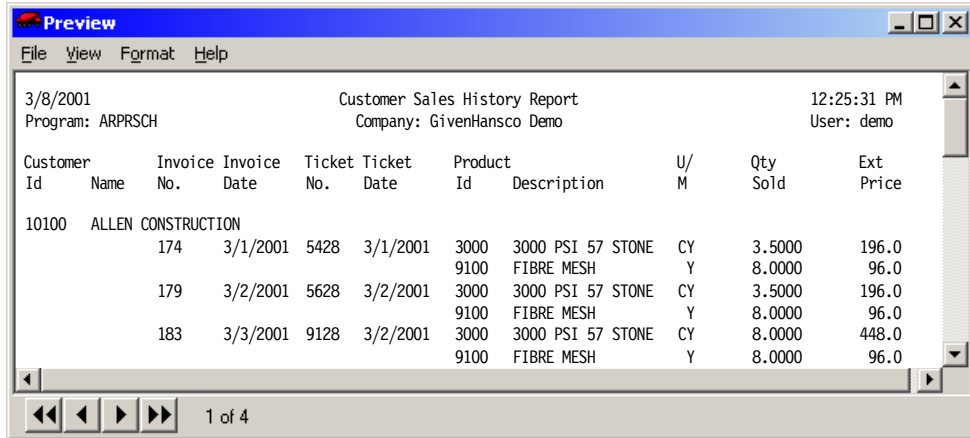 Preview
File View Format Help
3/8/2001 Customer Sales History Report 12:25:31 PM
Program: ARPRSCH Company: GivenHansco Demo User: demo
Customer Invoice Invoice Ticket Ticket Product U/ Qty Ext
Id Name No. Date No. Date Id Description M Sold Price
10100 ALLEN CONSTRUCTION
174 3/1/2001 5428 3/1/2001 3000 3000 PSI 57 STONE CY 3.5000 196.0
9100 FIBRE MESH Y 8.0000 96.0
179 3/2/2001 5628 3/2/2001 3000 3000 PSI 57 STONE CY 3.5000 196.0
9100 FIBRE MESH Y 8.0000 96.0
183 3/3/2001 9128 3/2/2001 3000 3000 PSI 57 STONE CY 8.0000 448.0
9100 FIBRE MESH Y 8.0000 96.0
1 of 4